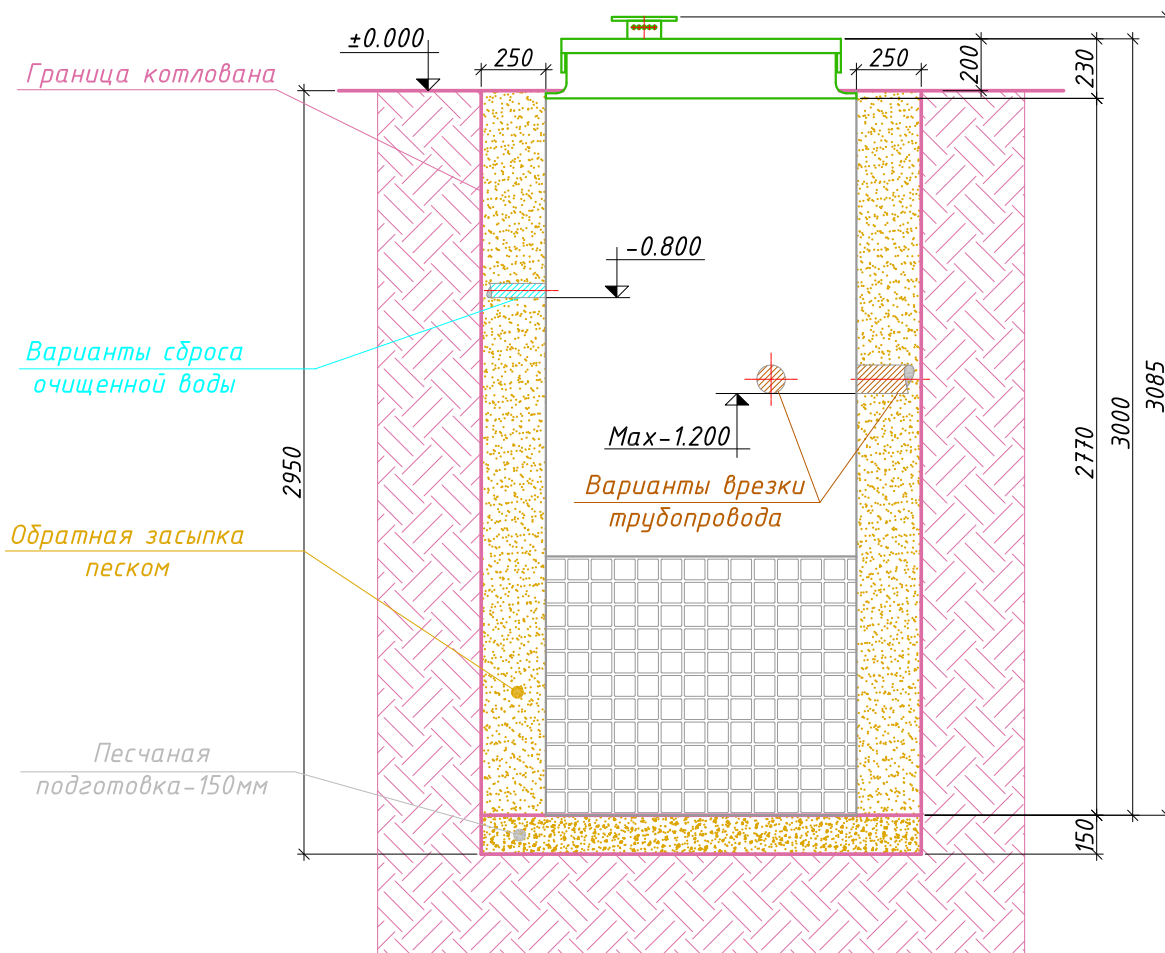 ±0.000
Граница котлована
250
250
200
230
-0.800
Варианты сброса
очищенной воды
3085
3000
2770
2950
Max-1.200
Варианты врезки
трубопровода
Обратная засыпка
песком
Песчаная
подготовка-150мм
150